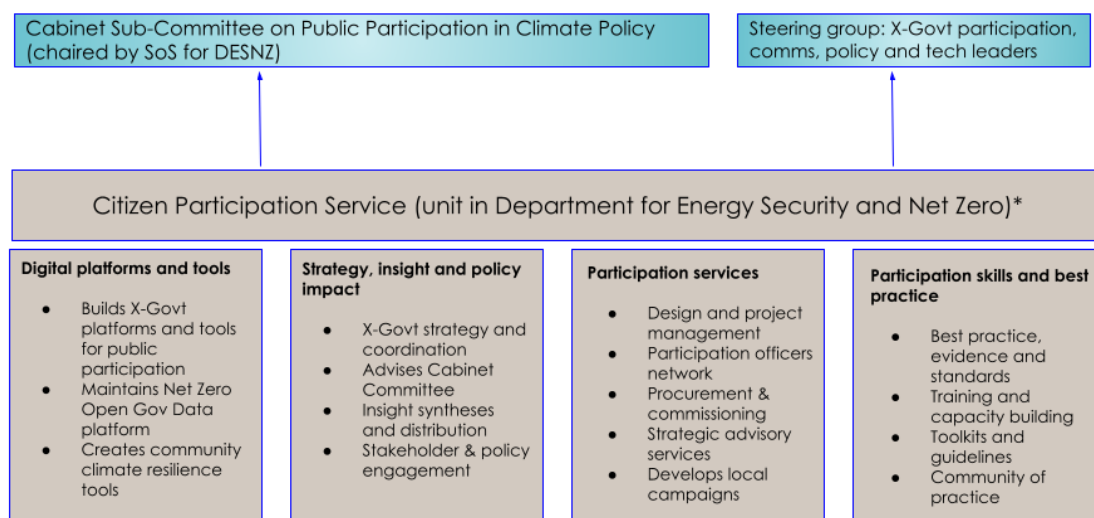 Cabinet Sub-Committee on Public Participation in Climate Policy
(chaired by SoS for DESNZ)
Steering group: X-Govt participation,
comms, policy and tech leaders
Citizen Participation Service (unit in Department for Energy Security and Net Zero)*
Digital platforms and tools
● Builds X-Govt
platforms and tools
for public
participation
● Maintains Net Zero
Open Gov Data
platform
● Creates community
climate resilience
tools
Strategy, insight and policy
impact
● X-Govt strategy and
coordination
● Advises Cabinet
Committee
● Insight syntheses
and distribution
● Stakeholder & policy
engagement
Participation services
● Design and project
management
● Participation officers
network
● Procurement &
commissioning
● Strategic advisory
services
● Develops local
campaigns
Participation skills and best
practice
● Best practice,
evidence and
standards
● Training and
capacity building
● Toolkits and
guidelines
● Community of
practice